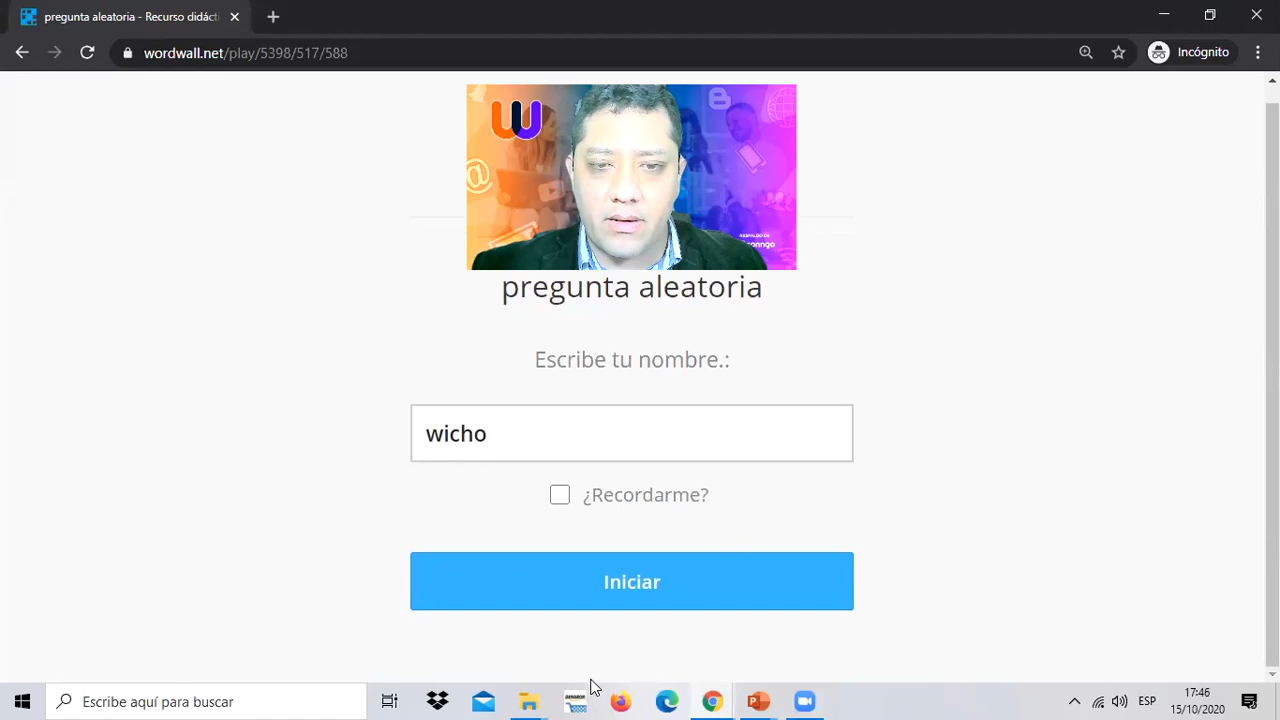 pregunta aleatoria - Recurso didácti
wordwall.net/play/5398/517/588
Incógnito
pregunta aleatoria
Escribe tu nombre.:
wicho
¿Recordarme?
Iniciar
Escribe aquí para buscar
amazon
ESP
17:46
15/10/2020